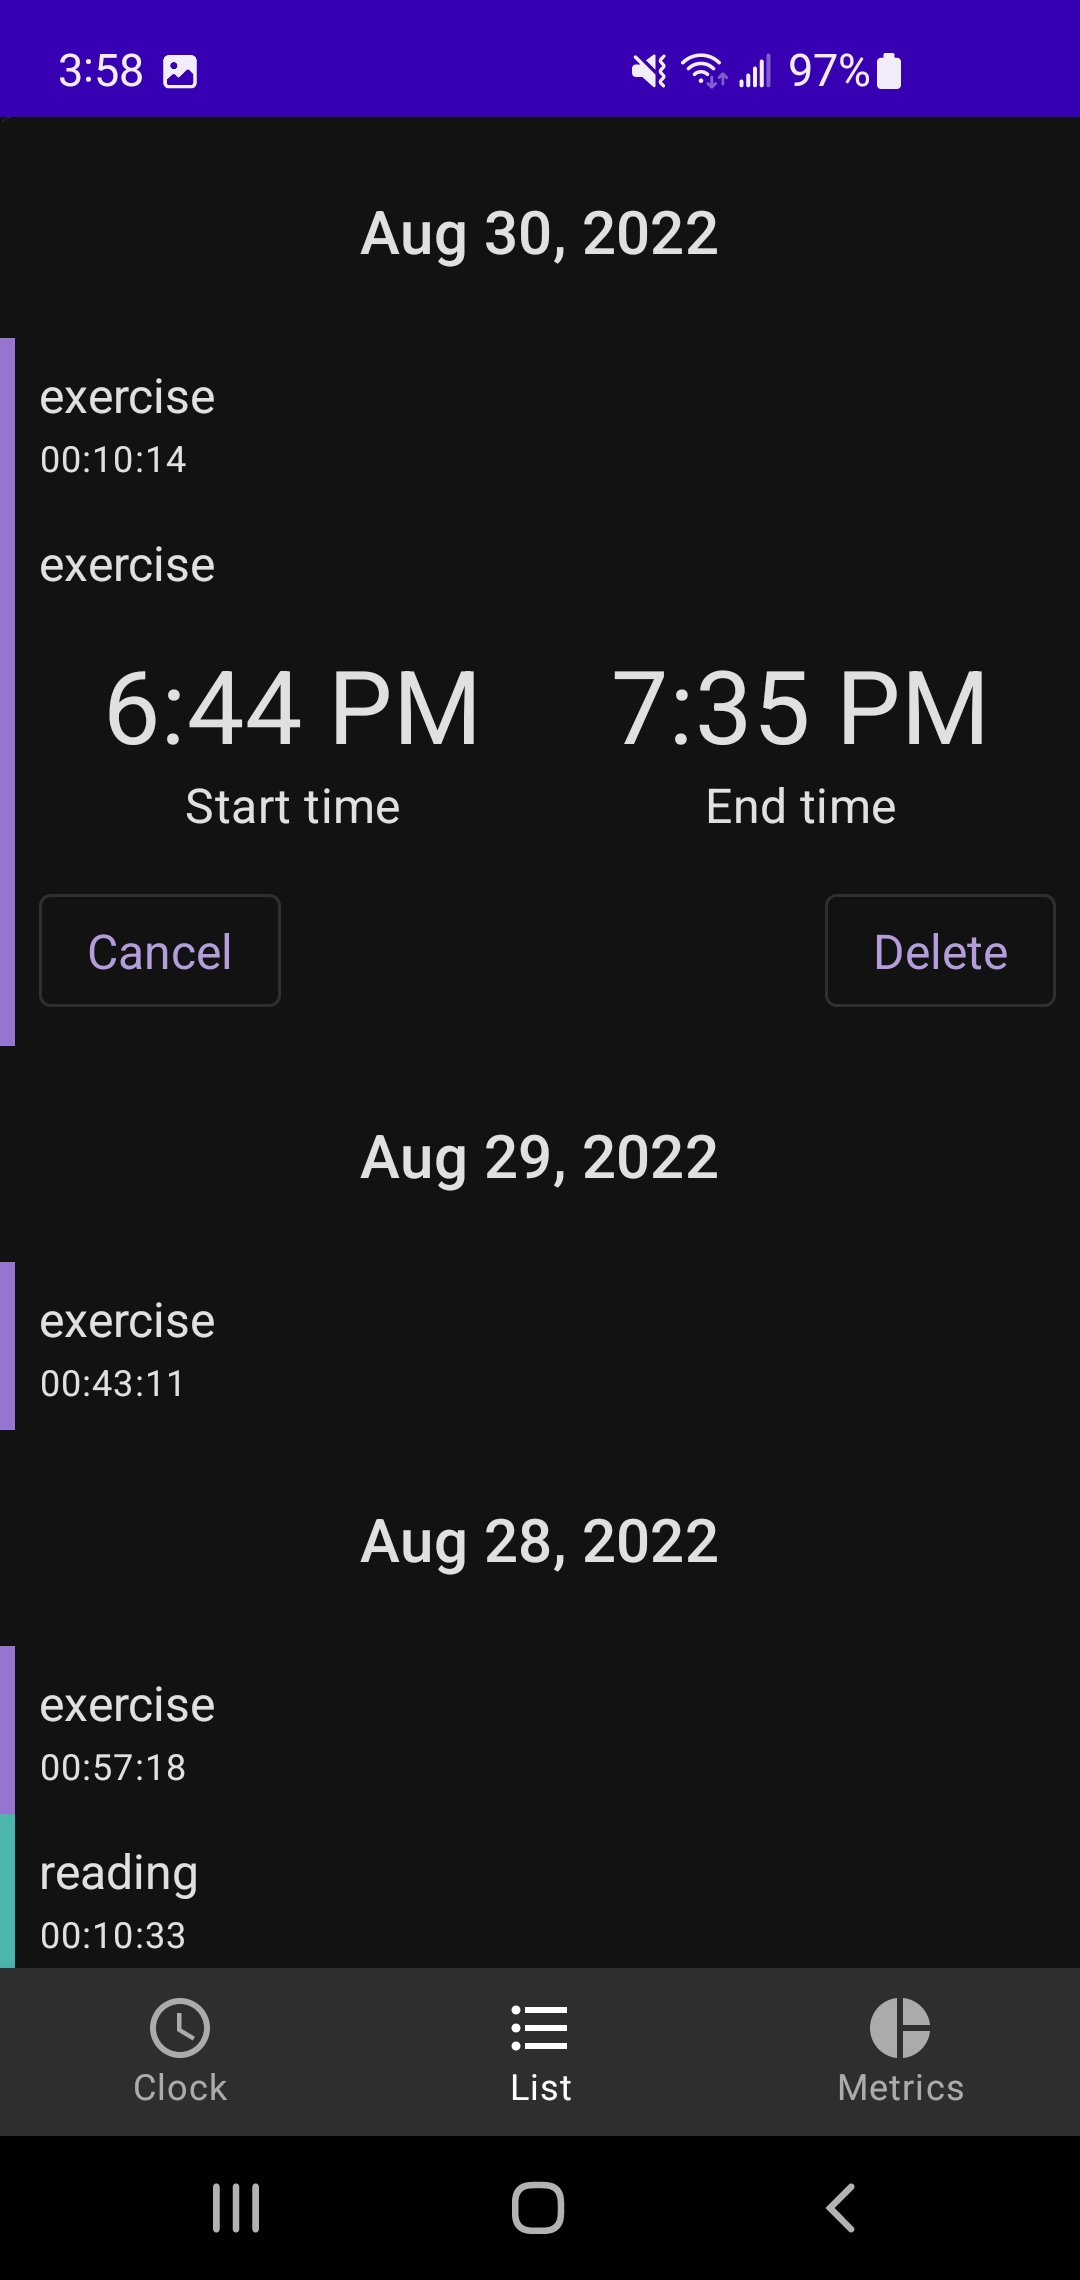 3:58 97%
Aug 30, 2022
exercise
00:10:14
exercise
6:44 PM 7:35 PM
Start time End time
Cancel Delete
Aug 29, 2022
exercise
00:43:11
Aug 28, 2022
exercise
00:57:18
reading
00:10:33
Clock List Metrics